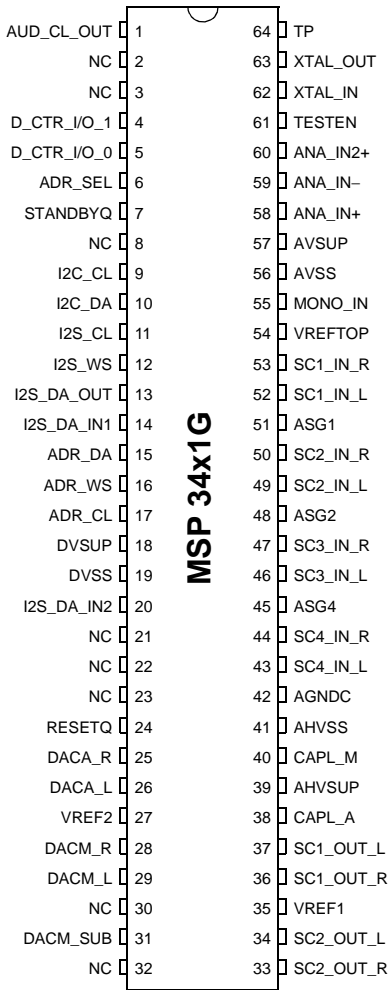 AUD_CL_OUT 1 64 TP
NC 2 63 XTAL_OUT
NC 3 62 XTAL_IN
D_CTR_I/O_1 4 61 TESTEN
D_CTR_I/O_0 5 60 ANA_IN2+
ADR_SEL 6 59 ANA_IN−
STANDBYQ 7 58 ANA_IN+
NC 8 57 AVSUP
I2C_CL 9 56 AVSS
I2C_DA 10 55 MONO_IN
I2S_CL 11 54 VREFTOP
I2S_WS 12 53 SC1_IN_R
I2S_DA_OUT 13 52 SC1_IN_L
I2S_DA_IN1 14 51 ASG1
ADR_DA 15 50 SC2_IN_R
ADR_WS 16 49 SC2_IN_L
ADR_CL 17 48 ASG2
DVSUP 18 47 SC3_IN_R
DVSS 19 46 SC3_IN_L
I2S_DA_IN2 20 45 ASG4
NC 21 44 SC4_IN_R
NC 22 43 SC4_IN_L
NC 23 42 AGNDC
RESETQ 24 41 AHVSS
DACA_R 25 40 CAPL_M
DACA_L 26 39 AHVSUP
VREF2 27 38 CAPL_A
DACM_R 28 37 SC1_OUT_L
DACM_L 29 36 SC1_OUT_R
NC 30 35 VREF1
DACM_SUB 31 34 SC2_OUT_L
NC 32 33 SC2_OUT_R
MSP 34x1G